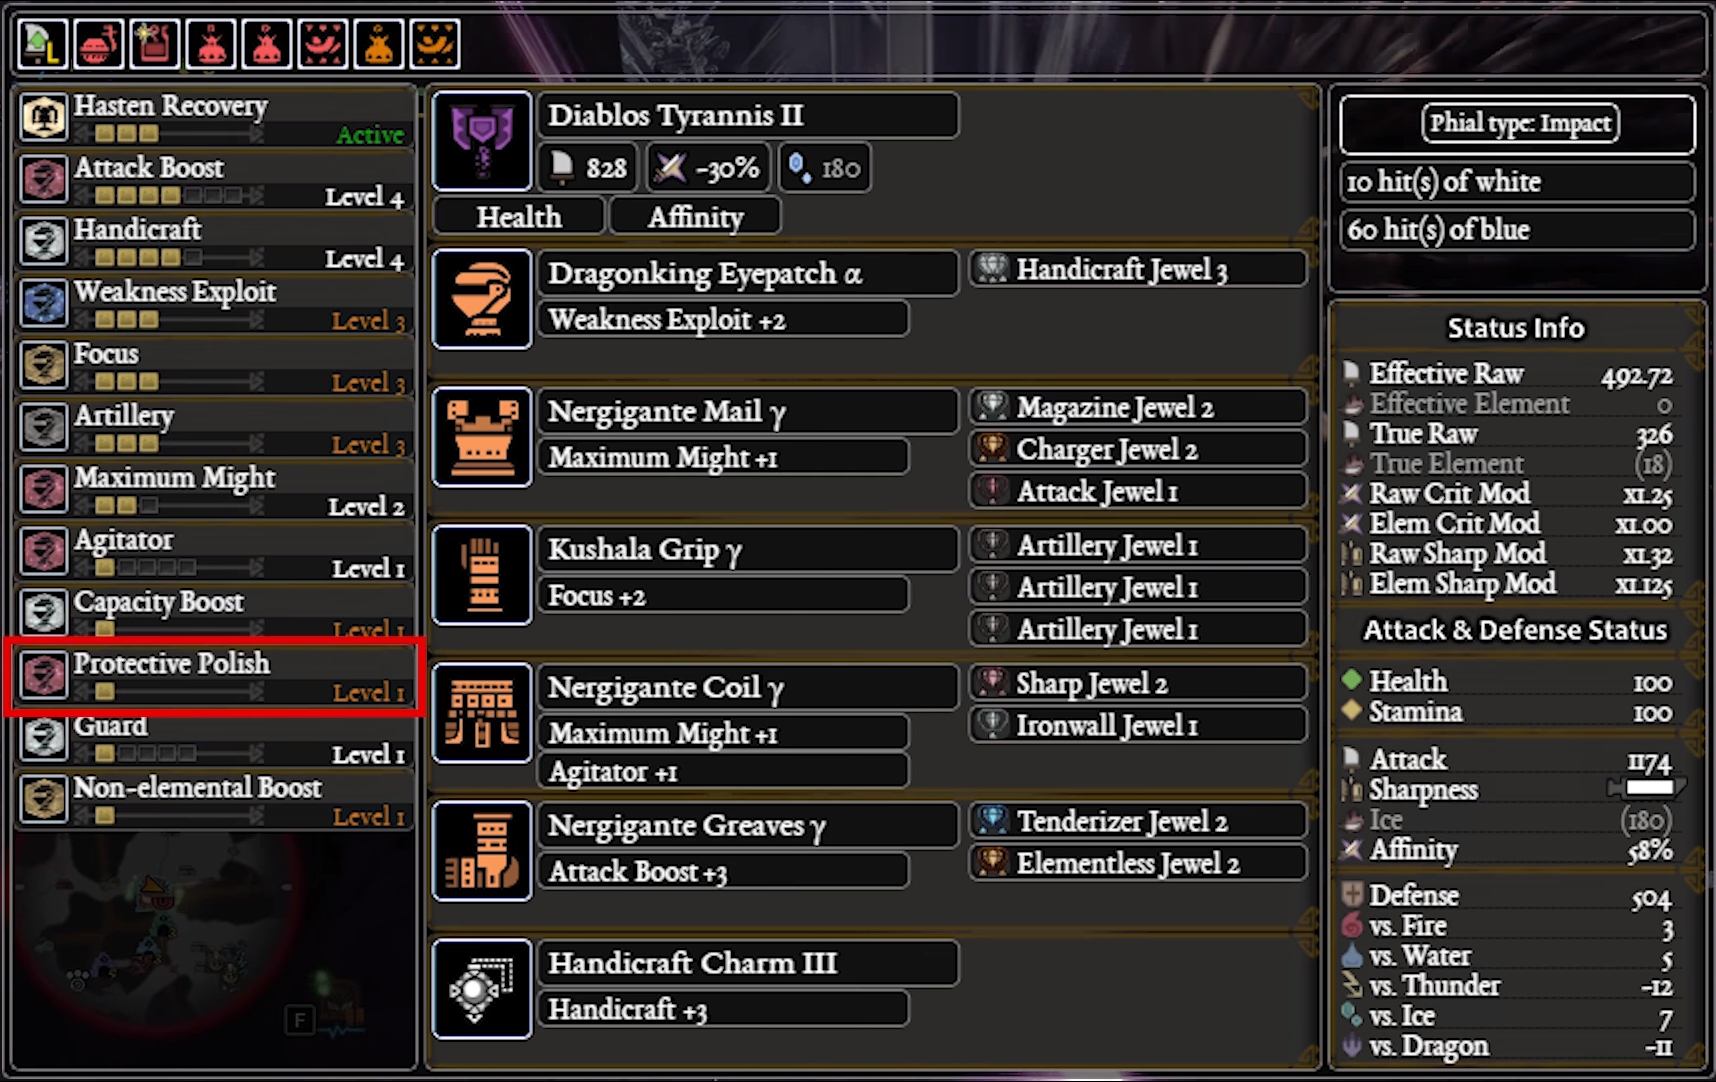 L
Hasten Recovery
Active
Attack Boost
Level 4
Handicraft
Level 4
Weakness Exploit
Level 3
Focus
Level 3
Artillery
Level 3
Maximum Might
Level 2
Agitator
Level 1
Capacity Boost
Level 1
Protective Polish
Level 1
Guard
Level 1
Non-elemental Boost
Level 1
F
Diablos Tyrannis II
828
-30%
180
Health
Affinity
Dragonking Eyepatch α
Weakness Exploit +2
Handicraft Jewel 3
Nergigante Mail γ
Maximum Might +1
Magazine Jewel 2
Charger Jewel 2
Attack Jewel 1
Kushala Grip γ
Focus +2
Artillery Jewel 1
Artillery Jewel 1
Artillery Jewel 1
Nergigante Coil γ
Maximum Might +1
Agitator +1
Sharp Jewel 2
Ironwall Jewel 1
Nergigante Greaves γ
Attack Boost +3
Tenderizer Jewel 2
Elementless Jewel 2
Handicraft Charm III
Handicraft +3
Phial type: Impact
10 hit(s) of white
60 hit(s) of blue
Status Info
Effective Raw 492.72
Effective Element 0
True Raw 326
True Element (18)
Raw Crit Mod x1.25
Elem Crit Mod x1.00
Raw Sharp Mod x1.32
Elem Sharp Mod x1.125
Attack & Defense Status
Health 100
Stamina 100
Attack 1174
Sharpness
Ice (180)
Affinity 58%
Defense 504
vs. Fire 3
vs. Water 5
vs. Thunder -12
vs. Ice 7
vs. Dragon -11